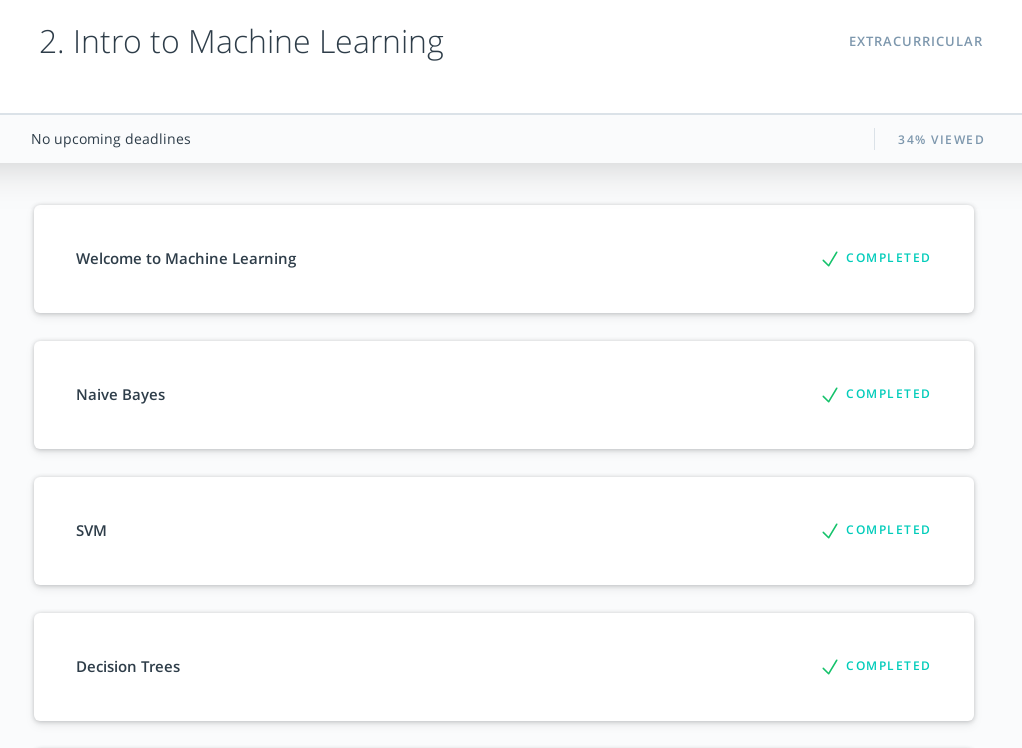 2. Intro to Machine Learning
EXTRACURRICULAR
No upcoming deadlines
34% VIEWED
Welcome to Machine Learning
COMPLETED
Naive Bayes
COMPLETED
SVM
COMPLETED
Decision Trees
COMPLETED